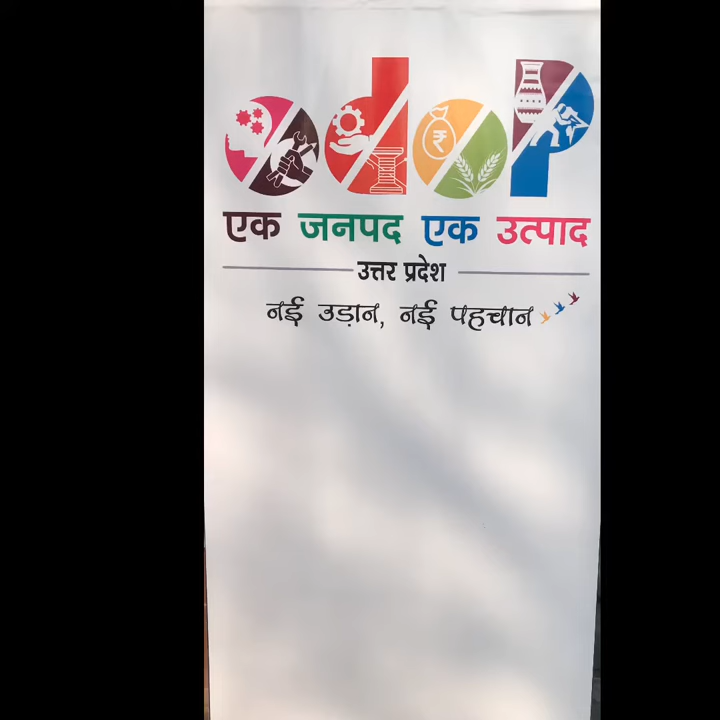 odop
एक जनपद एक उत्पाद
उत्तर प्रदेश
नई उड़ान, नई पहचान